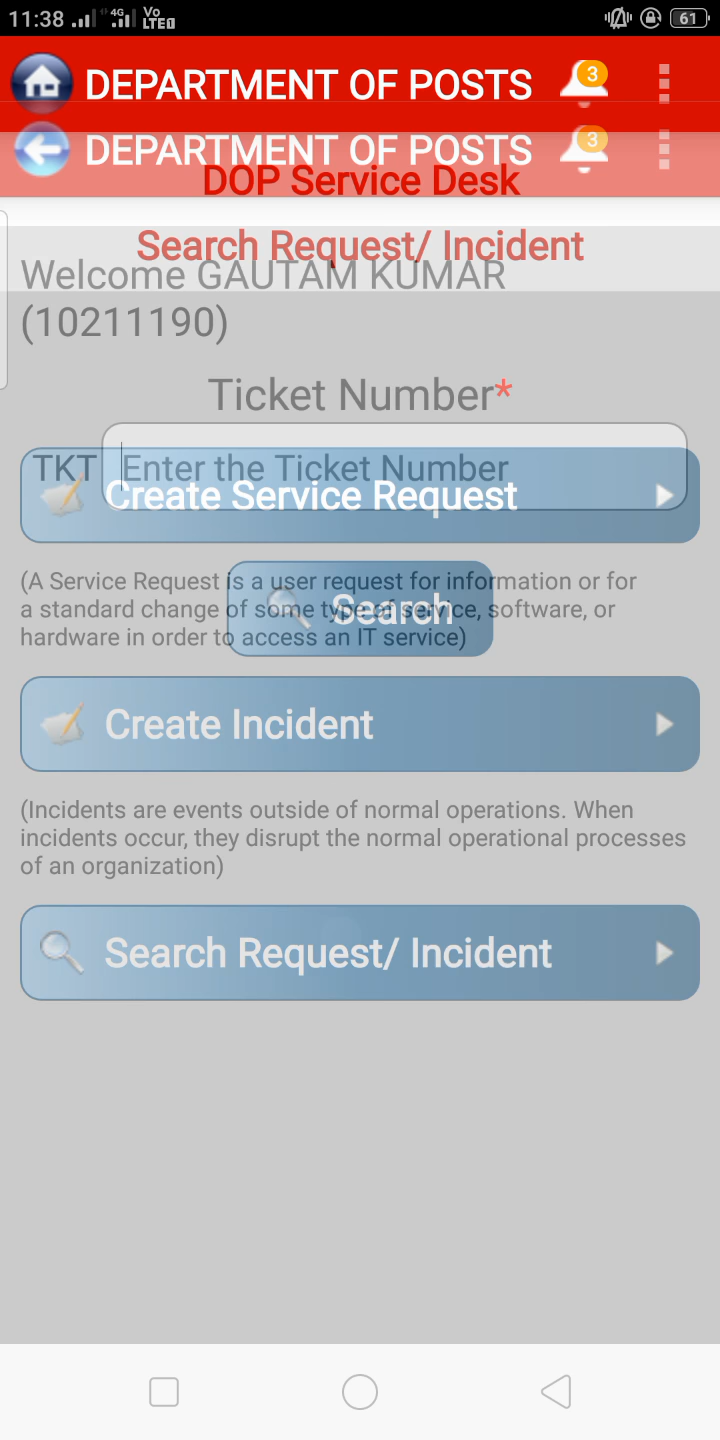 11:38 4G Vo LTE 61
DEPARTMENT OF POSTS 3
DEPARTMENT OF POSTS 3
DOP Service Desk
Search Request/ Incident
Welcome GAUTAM KUMAR
(10211190)
Ticket Number*
TKT Enter the Ticket Number
Create Service Request
(A Service Request is a user request for information or for
a standard change of some type of service, software, or
hardware in order to access an IT service)
Search
Create Incident
(Incidents are events outside of normal operations. When
incidents occur, they disrupt the normal operational processes
of an organization)
Search Request/ Incident